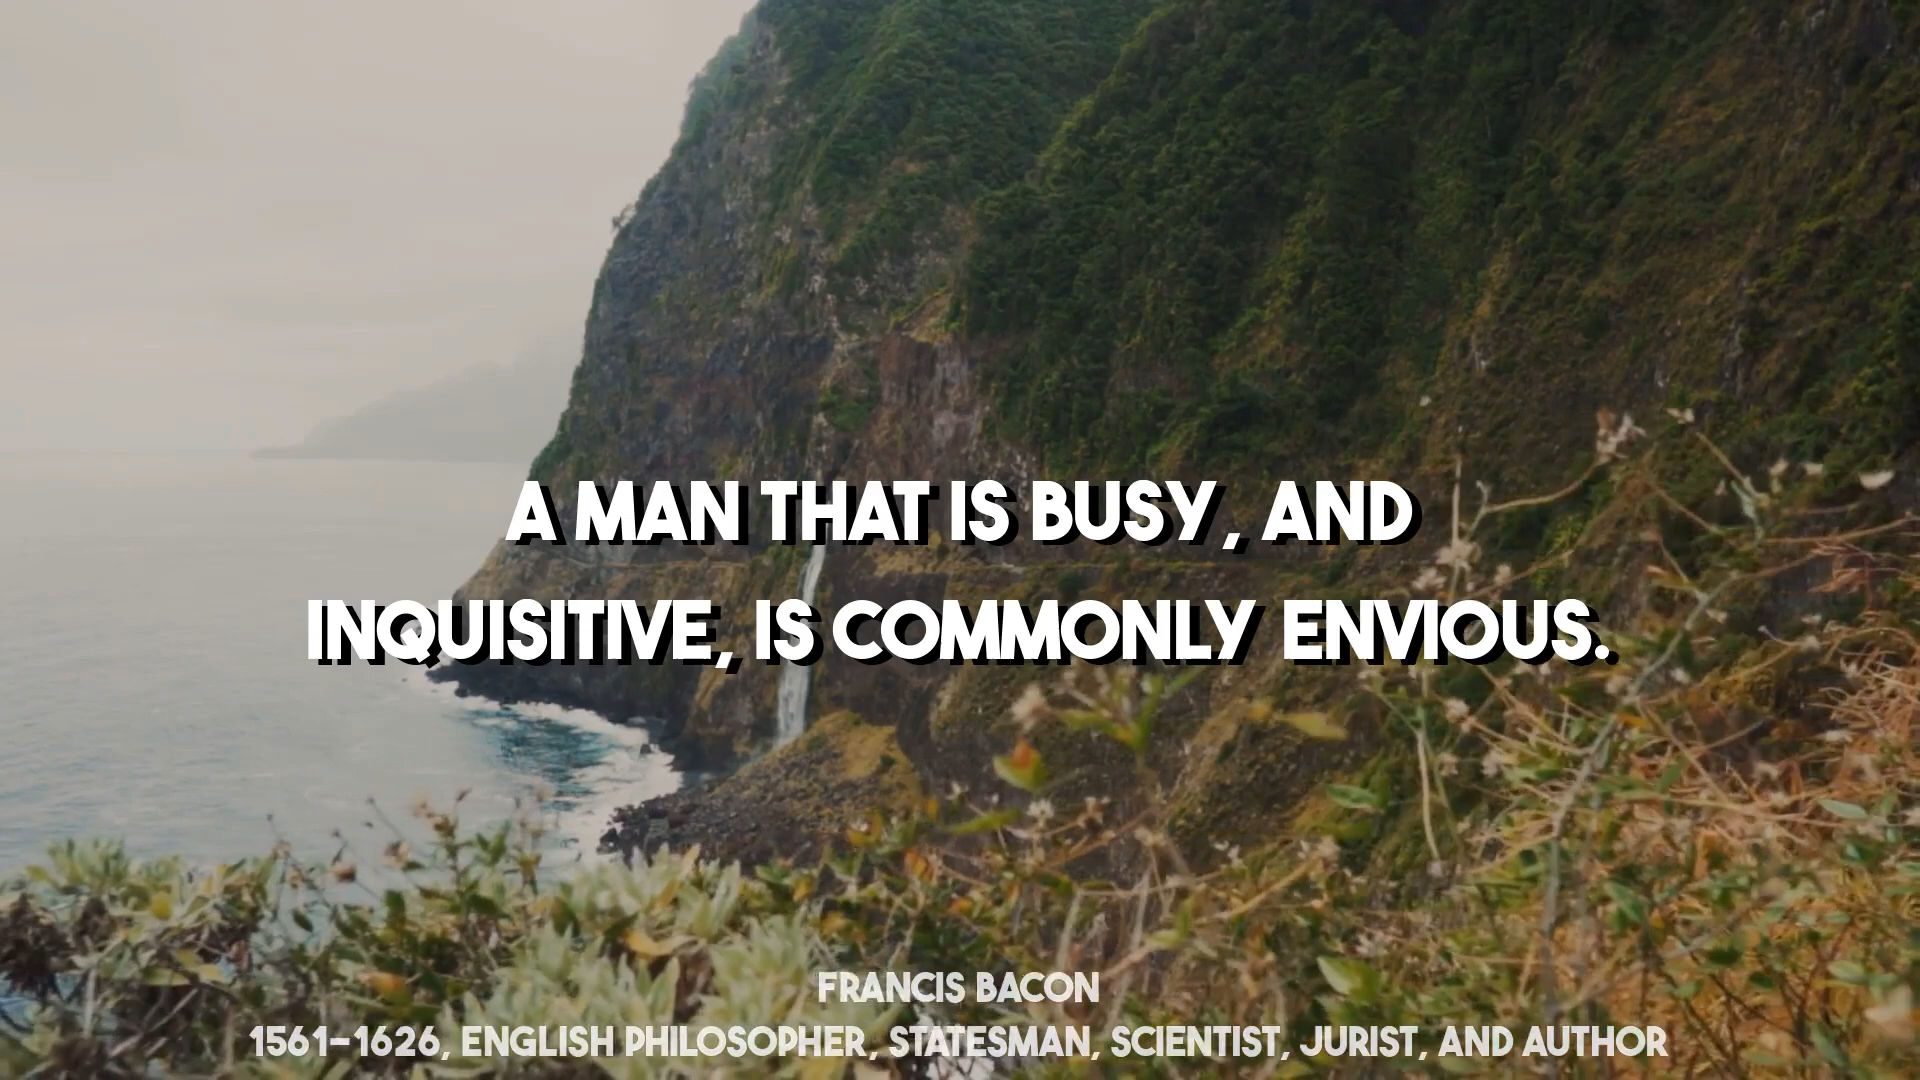 A MAN THAT IS BUSY, AND
INQUISITIVE, IS COMMONLY ENVIOUS.
FRANCIS BACON
1561-1626, ENGLISH PHILOSOPHER, STATESMAN, SCIENTIST, JURIST, AND AUTHOR